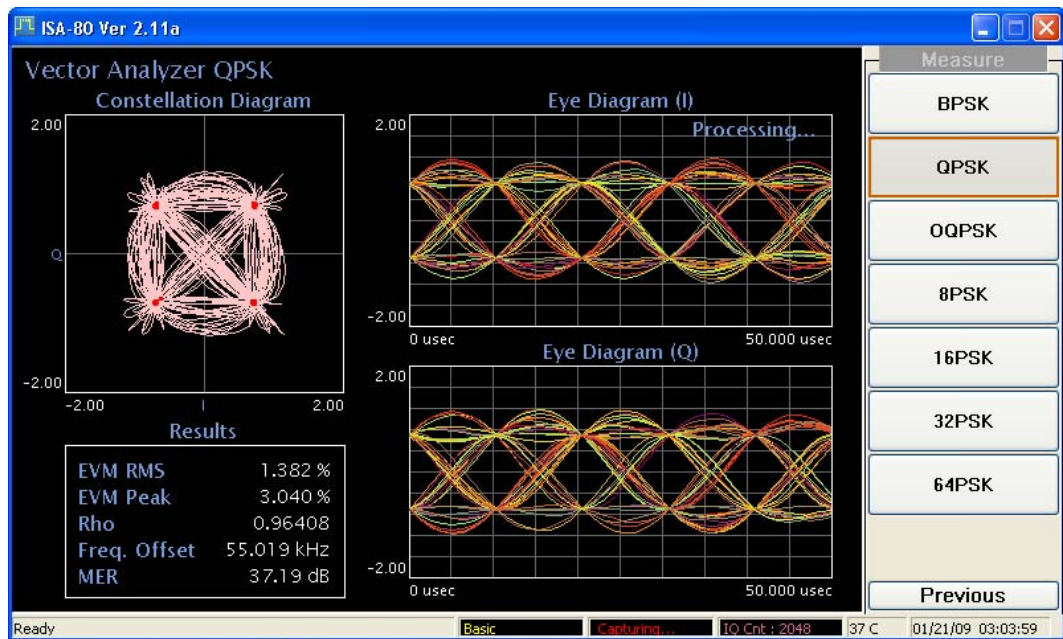 ISA-80 Ver 2.11a
Vector Analyzer QPSK
Constellation Diagram
2.00
Q
-2.00
-2.00
I
2.00
Results
EVM RMS 1.382 %
EVM Peak 3.040 %
Rho 0.96408
Freq. Offset 55.019 kHz
MER 37.19 dB
Eye Diagram (I)
2.00
Processing...
-2.00
0 usec
50.000 usec
Eye Diagram (Q)
2.00
-2.00
0 usec
50.000 usec
Measure
BPSK
QPSK
OQPSK
8PSK
16PSK
32PSK
64PSK
Previous
Ready
Basic
Capturing...
IQ Cnt : 2048
37 C
01/21/09 03:03:59